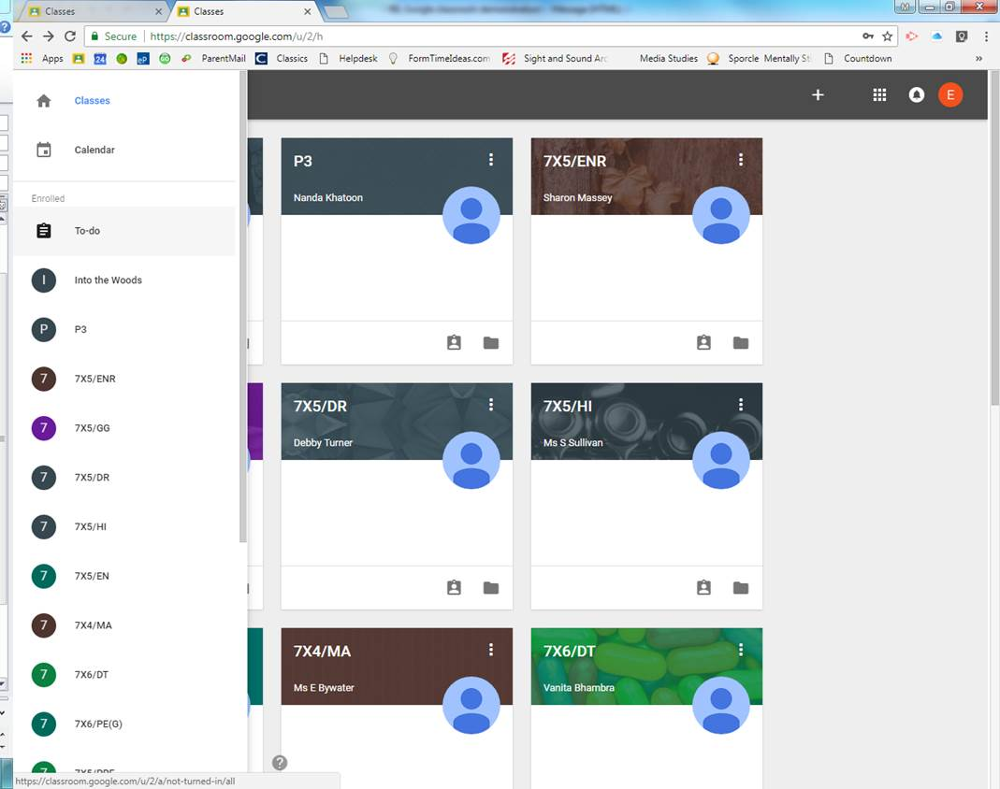 Classes
Classes
Secure
https://classroom.google.com/u/2/h
Apps
24
eP
GO
ParentMail
C
Classics
Helpdesk
FormTimeIdeas.com
Sight and Sound Arc
Media Studies
Sporcle
Mentally St
Countdown
»
Classes
Calendar
Enrolled
To-do
I Into the Woods
P P3
7 7X5/ENR
7 7X5/GG
7 7X5/DR
7 7X5/HI
7 7X5/EN
7 7X4/MA
7 7X6/DT
7 7X6/PE(G)
7
https://classroom.google.com/u/2/a/not-turned-in/all
M
E
P3
Nanda Khatoon
7X5/ENR
Sharon Massey
7X5/DR
Debby Turner
7X5/HI
Ms S Sullivan
7X4/MA
Ms E Bywater
7X6/DT
Vanita Bhambra
?